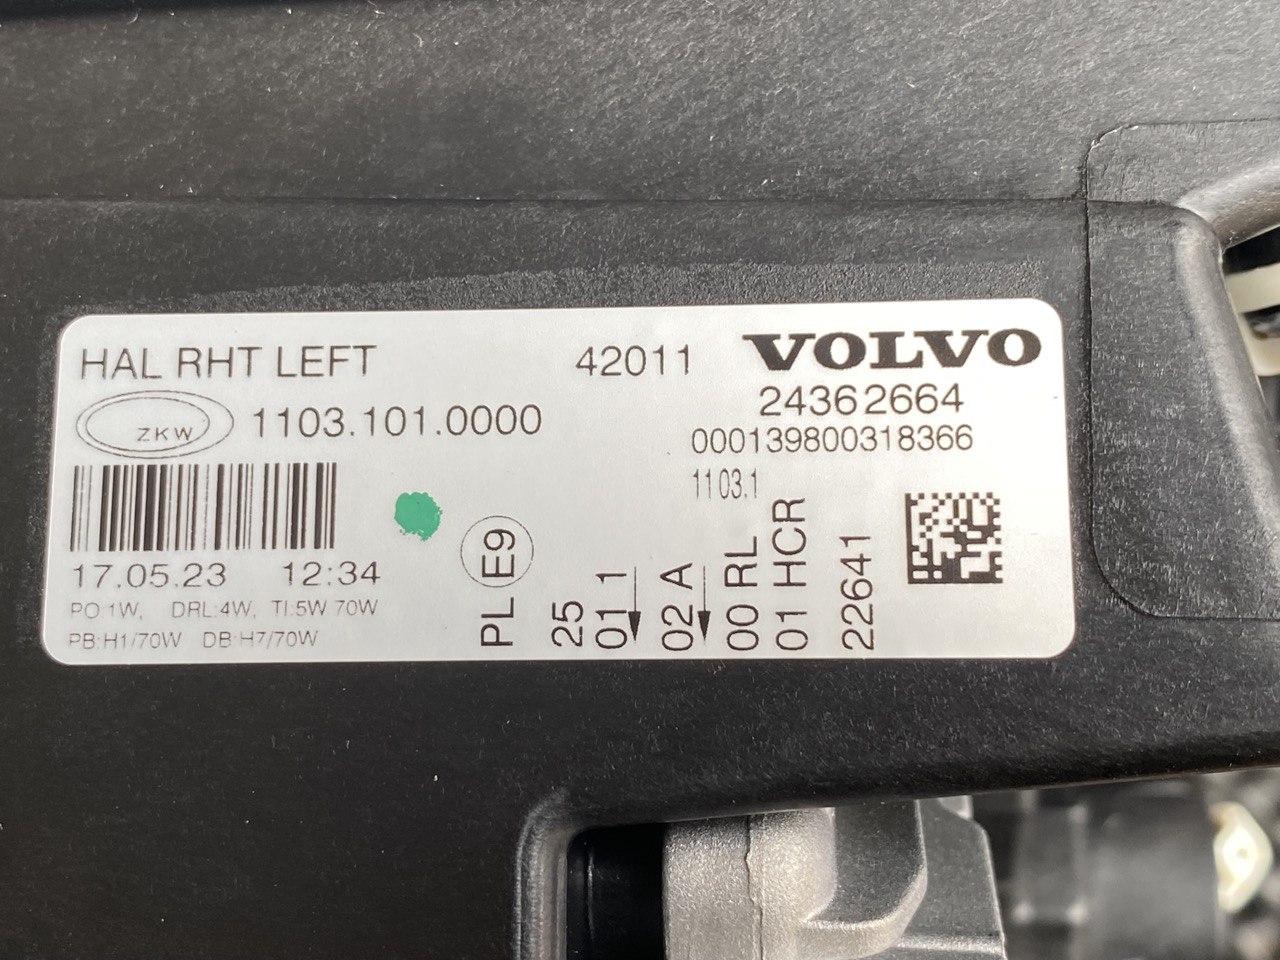 HAL RHT LEFT 42011 VOLVO
ZKW 1103.101.0000 24362664
000139800318366
1103.1
17.05.23 12:34
PO 1W, DRL:4W, TI:5W 70W
PB:H1/70W DB:H7/70W
PL E9
25
01 1
02 A
00 RL
01 HCR
22641